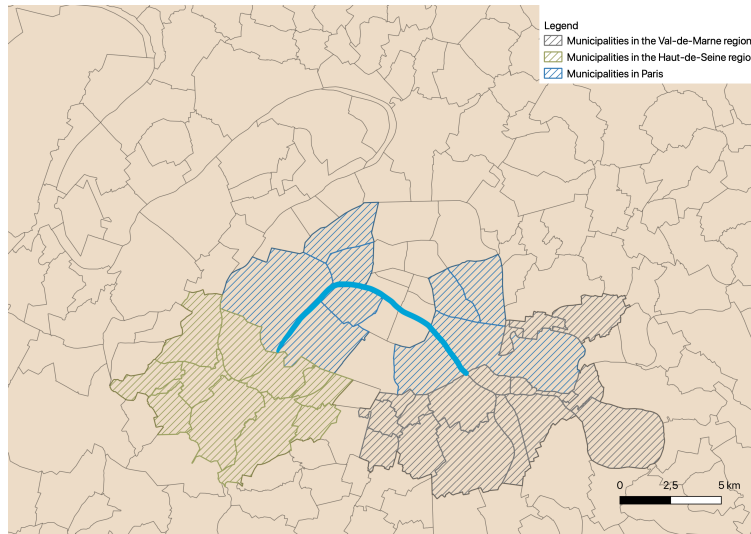 Legend
Municipalities in the Val-de-Marne region
Municipalities in the Haut-de-Seine regio
Municipalities in Paris
0 2,5 5 km